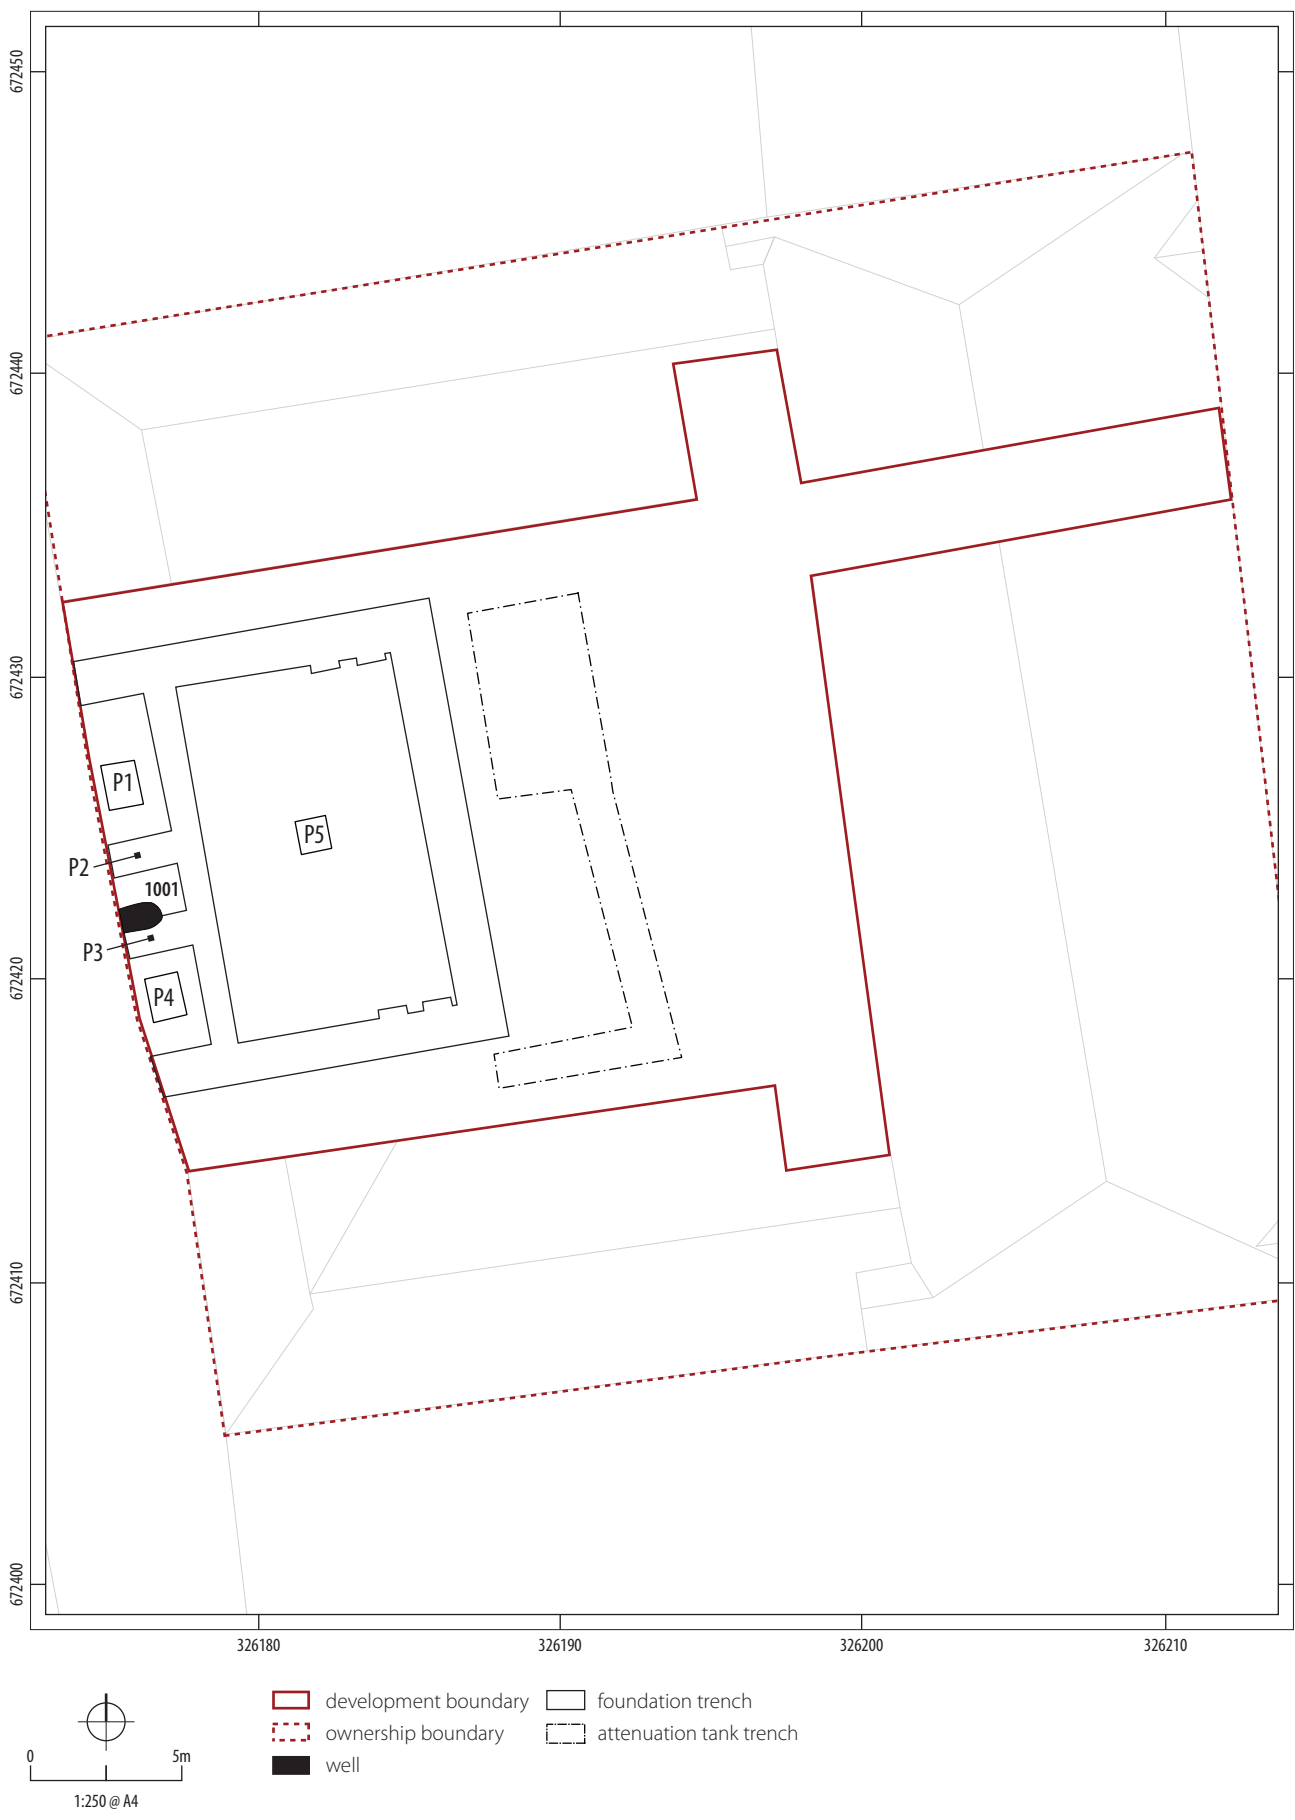 672450
672440
672430
P1
P5
P2
1001
P3
672420
P4
672410
672400
326180
326190
326200
326210
development boundary
foundation trench
ownership boundary
attenuation tank trench
well
0
5m
1:250 @ A4